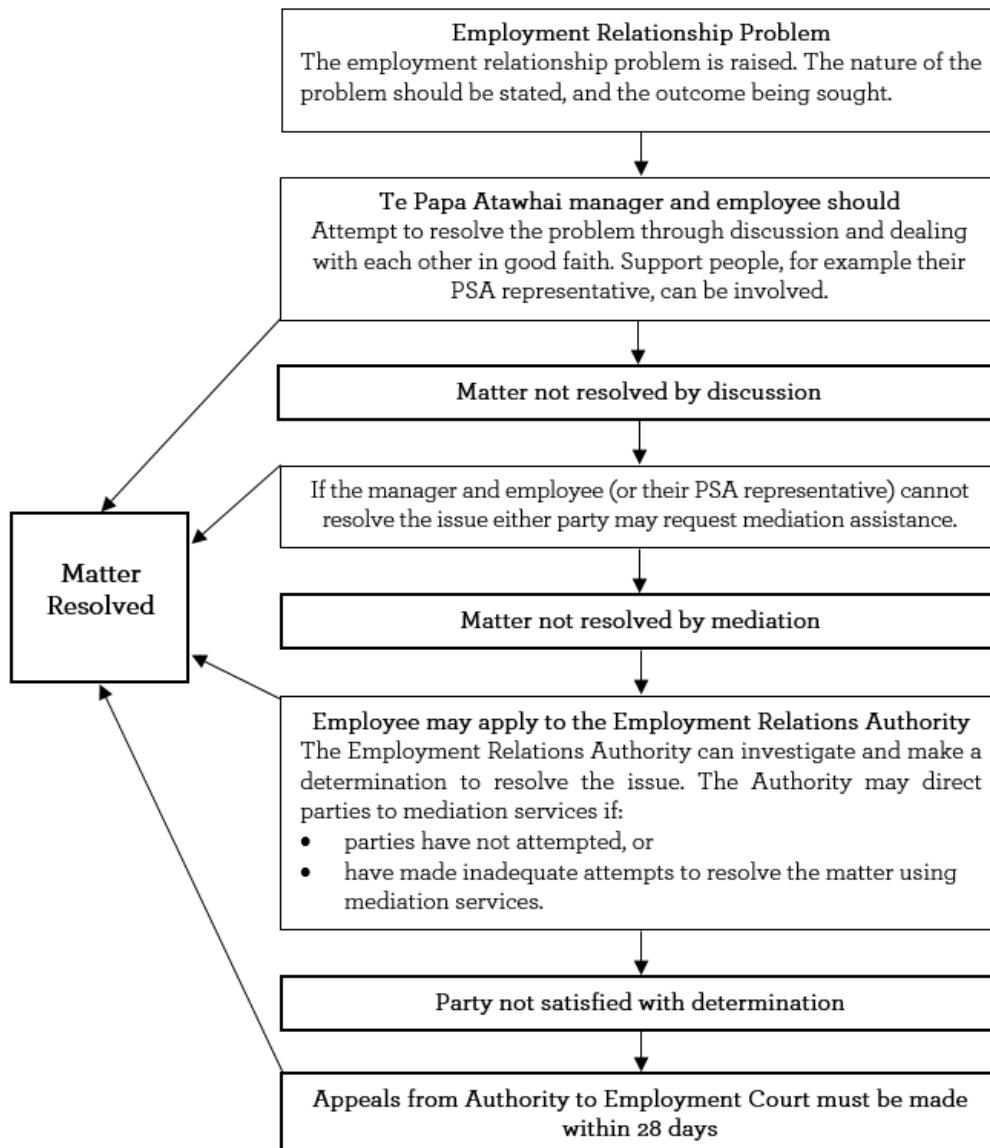 Employment Relationship Problem
The employment relationship problem is raised. The nature of the
problem should be stated, and the outcome being sought.
Te Papa Atawhai manager and employee should
Attempt to resolve the problem through discussion and dealing
with each other in good faith. Support people, for example their
PSA representative, can be involved.
Matter not resolved by discussion
If the manager and employee (or their PSA representative) cannot
resolve the issue either party may request mediation assistance.
Matter
Resolved
Matter not resolved by mediation
Employee may apply to the Employment Relations Authority
The Employment Relations Authority can investigate and make a
determination to resolve the issue. The Authority may direct
parties to mediation services if:
• parties have not attempted, or
• have made inadequate attempts to resolve the matter using
mediation services.
Party not satisfied with determination
Appeals from Authority to Employment Court must be made
within 28 days